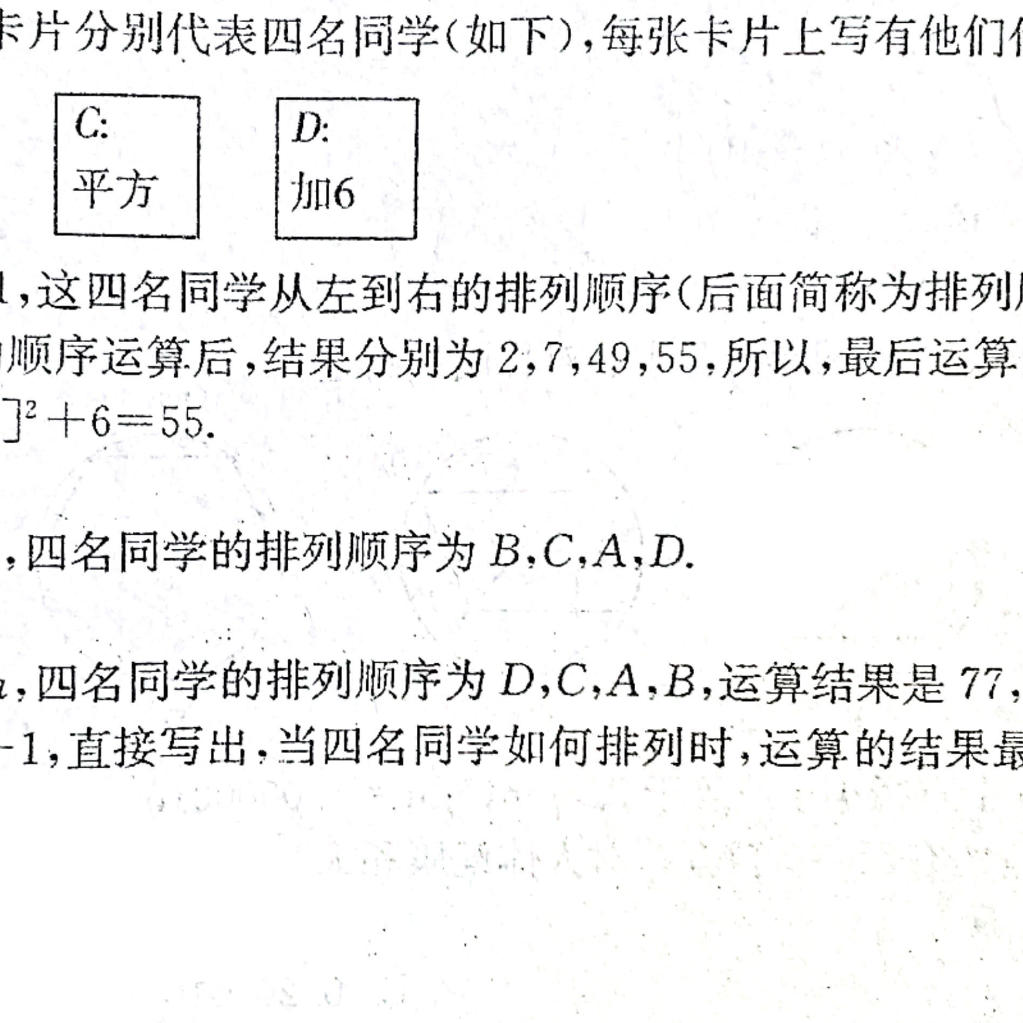 卡片分别代表四名同学(如下),每张卡片上写有他们
C:
平方
D:
加6
,这四名同学从左到右的排列顺序(后面简称为排列
顺序运算后,结果分别为 2,7,49,55,所以,最后运算
]²+6=55.
,四名同学的排列顺序为 B,C,A,D.
,四名同学的排列顺序为 D,C,A,B,运算结果是 77,
-1,直接写出,当四名同学如何排列时,运算的结果最